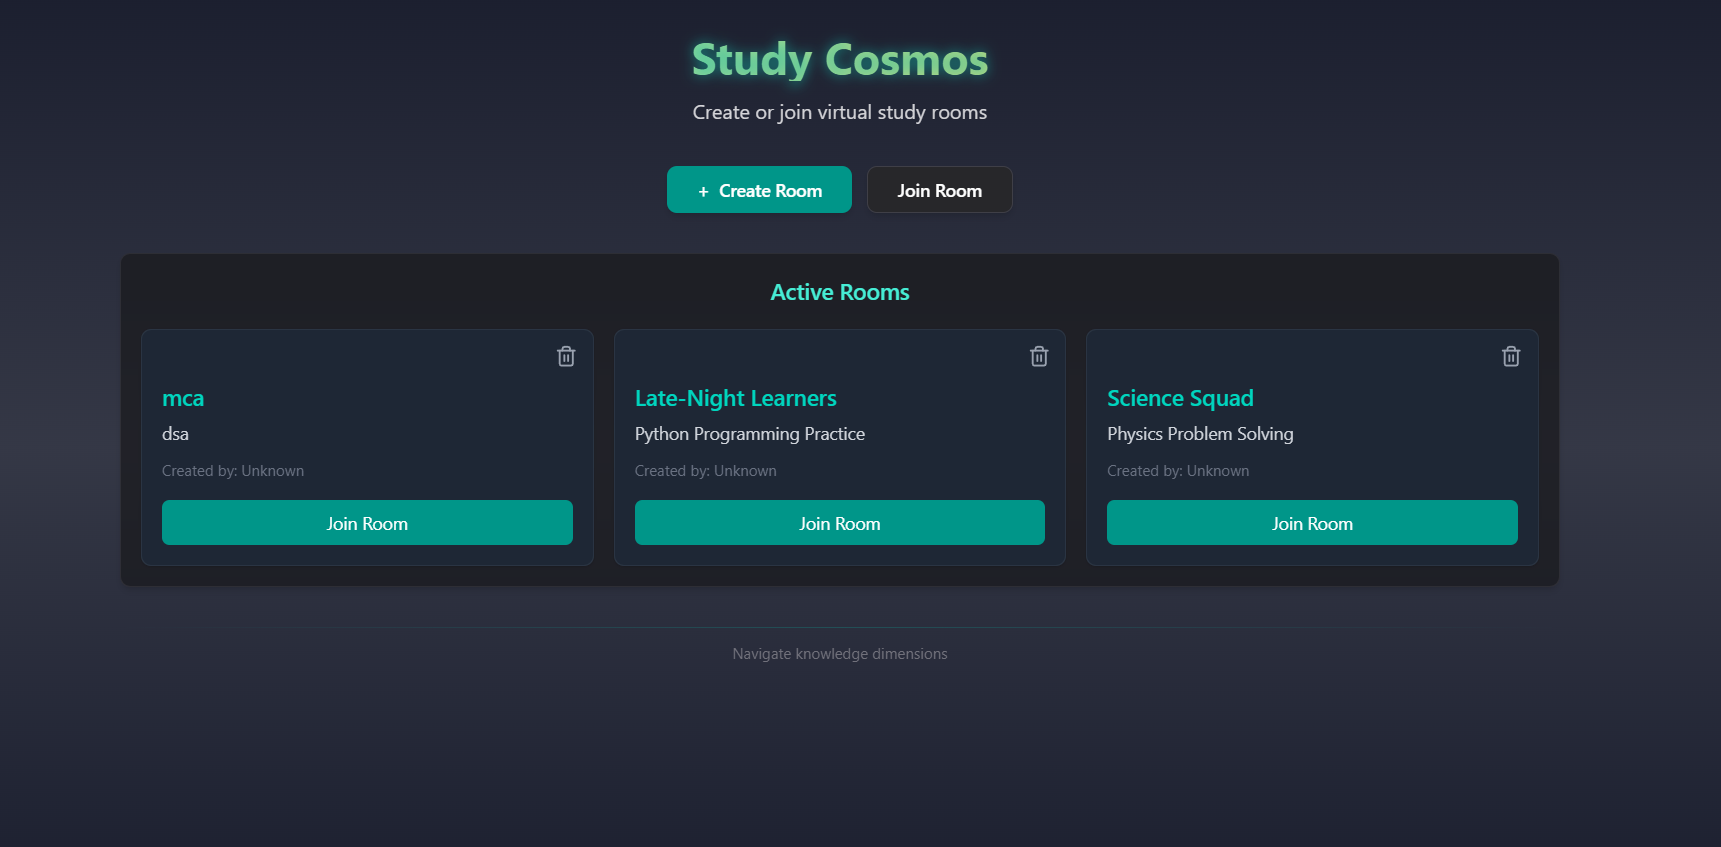 Study Cosmos
Create or join virtual study rooms
+ Create Room
Join Room
Active Rooms
mca
dsa
Created by: Unknown
Join Room
Late-Night Learners
Python Programming Practice
Created by: Unknown
Join Room
Science Squad
Physics Problem Solving
Created by: Unknown
Join Room
Navigate knowledge dimensions